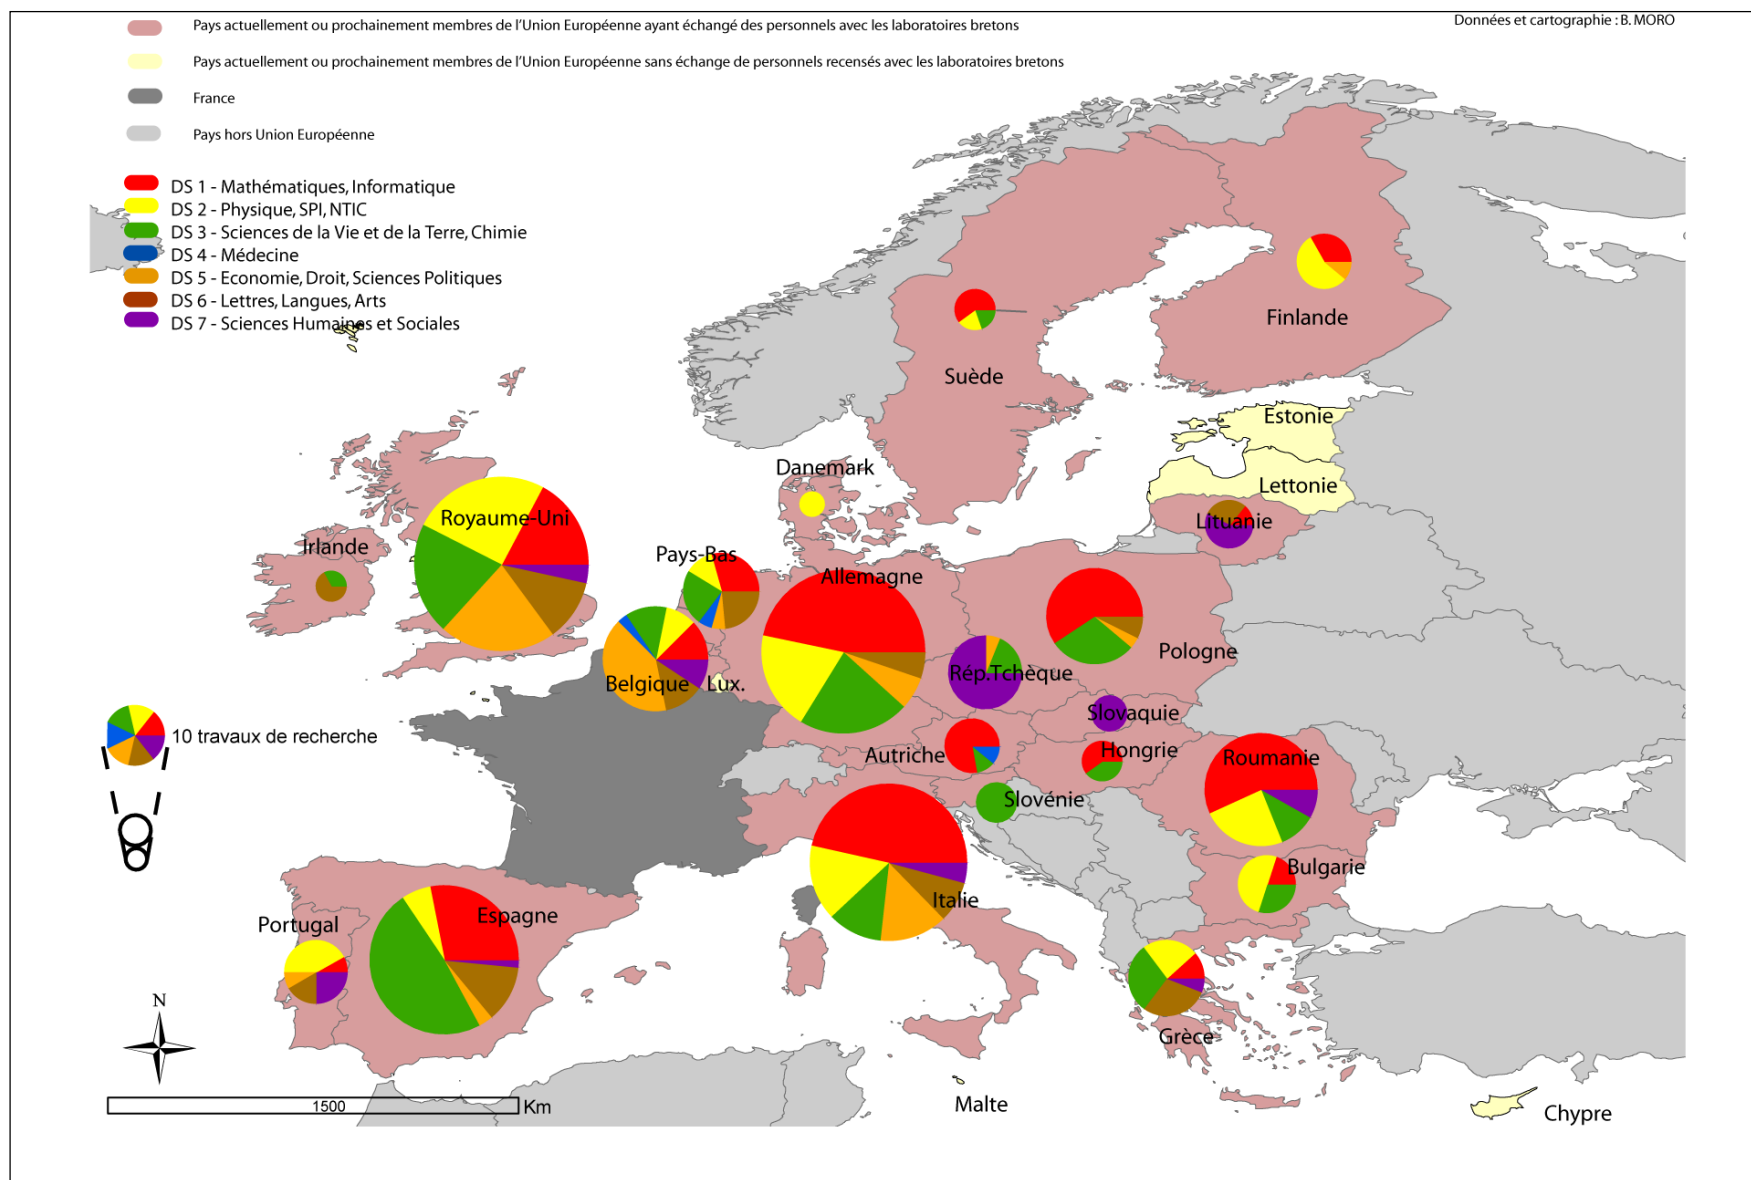 Pays actuellement ou prochainement membres de l'Union Européenne ayant échangé des personnels avec les laboratoires bretons
Données et cartographie : B. MORO
Pays actuellement ou prochainement membres de l'Union Européenne sans échange de personnels recensés avec les laboratoires bretons
France
Pays hors Union Européenne
DS 1 - Mathématiques, Informatique
DS 2 - Physique, SPI, NTIC
DS 3 - Sciences de la Vie et de la Terre, Chimie
DS 4 - Médecine
DS 5 - Economie, Droit, Sciences Politiques
DS 6 - Lettres, Langues, Arts
DS 7 - Sciences Humaines et Sociales
Finlande
Suède
Estonie
Danemark
Lettonie
Royaume-Uni
Lituanie
Irlande
Pays-Bas
Allemagne
Pologne
Rép.Tchèque
Belgique
Lux.
Slovaquie
10 travaux de recherche
Autriche
Hongrie
Roumanie
Slovénie
Bulgarie
Italie
Espagne
Portugal
N
Grèce
1500 Km
Malte
Chypre